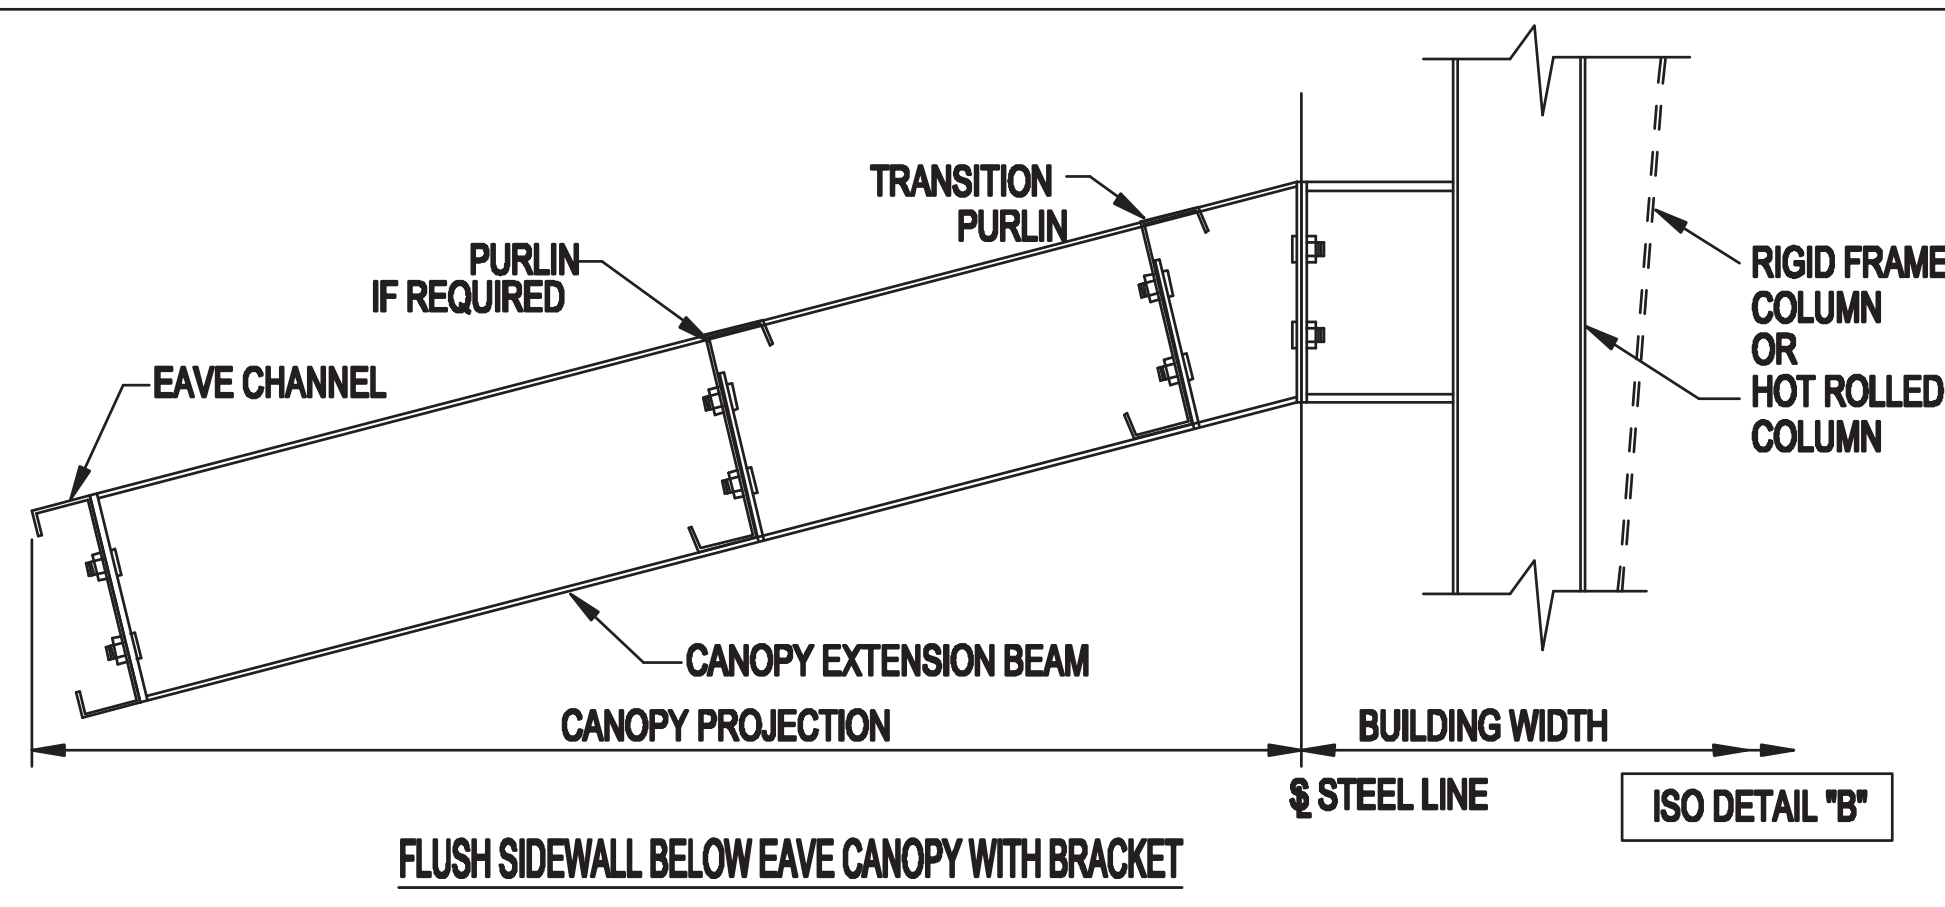 TRANSITION
PURLIN
PURLIN
IF REQUIRED
RIGID FRAME
COLUMN
OR
HOT ROLLED
COLUMN
EAVE CHANNEL
CANOPY EXTENSION BEAM
CANOPY PROJECTION
BUILDING WIDTH
STEEL LINE
ISO DETAIL "B"
FLUSH SIDEWALL BELOW EAVE CANOPY WITH BRACKET